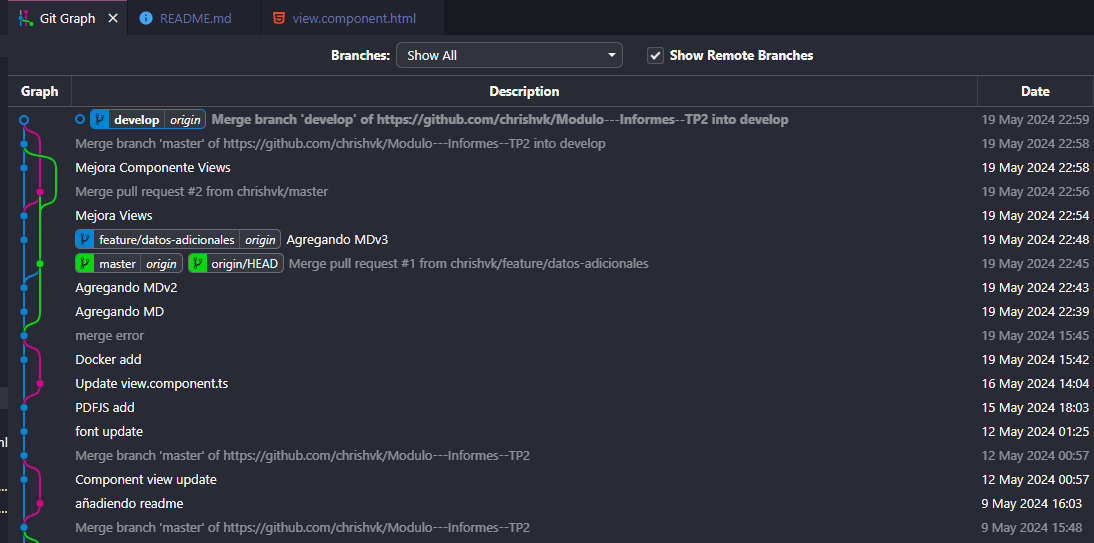 Git Graph README.md view.component.html
Branches: Show All Show Remote Branches
Graph Description Date
develop origin Merge branch 'develop' of https://github.com/chrishvk/Modulo---Informes--TP2 into develop 19 May 2024 22:59
Merge branch 'master' of https://github.com/chrishvk/Modulo---Informes--TP2 into develop 19 May 2024 22:58
Mejora Componente Views 19 May 2024 22:58
Merge pull request #2 from chrishvk/master 19 May 2024 22:56
Mejora Views 19 May 2024 22:54
feature/datos-adicionales origin Agregando MDv3 19 May 2024 22:48
master origin origin/HEAD Merge pull request #1 from chrishvk/feature/datos-adicionales 19 May 2024 22:45
Agregando MDv2 19 May 2024 22:43
Agregando MD 19 May 2024 22:39
merge error 19 May 2024 15:45
Docker add 19 May 2024 15:42
Update view.component.ts 16 May 2024 14:04
PDFJS add 15 May 2024 18:03
font update 12 May 2024 01:25
Merge branch 'master' of https://github.com/chrishvk/Modulo---Informes--TP2 12 May 2024 00:57
Component view update 12 May 2024 00:57
añadiendo readme 9 May 2024 16:03
Merge branch 'master' of https://github.com/chrishvk/Modulo---Informes--TP2 9 May 2024 15:48